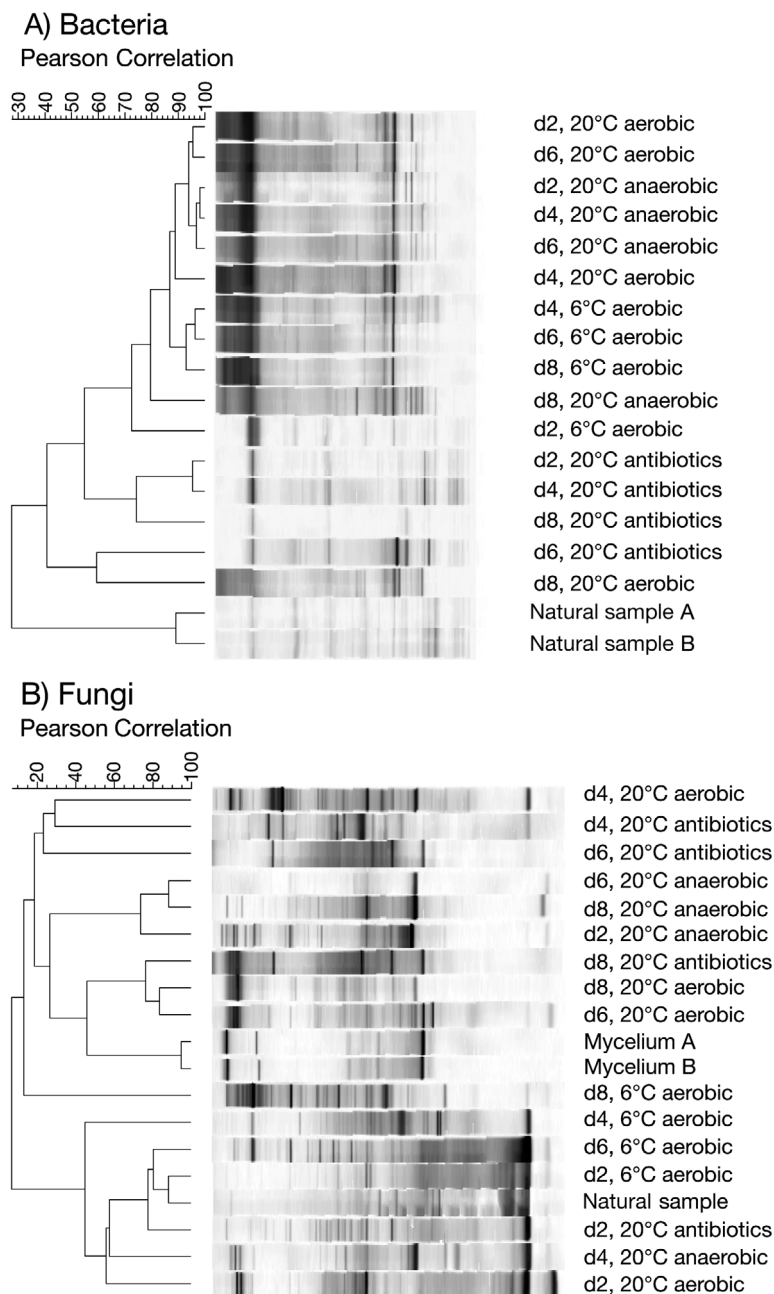 A) Bacteria
Pearson Correlation
30 40 50 60 70 80 90 100
d2, 20°C aerobic
d6, 20°C aerobic
d2, 20°C anaerobic
d4, 20°C anaerobic
d6, 20°C anaerobic
d4, 20°C aerobic
d4, 6°C aerobic
d6, 6°C aerobic
d8, 6°C aerobic
d8, 20°C anaerobic
d2, 6°C aerobic
d2, 20°C antibiotics
d4, 20°C antibiotics
d8, 20°C antibiotics
d6, 20°C antibiotics
d8, 20°C aerobic
Natural sample A
Natural sample B
B) Fungi
Pearson Correlation
20 40 60 80 100
d4, 20°C aerobic
d4, 20°C antibiotics
d6, 20°C antibiotics
d6, 20°C anaerobic
d8, 20°C anaerobic
d2, 20°C anaerobic
d8, 20°C antibiotics
d8, 20°C aerobic
d6, 20°C aerobic
Mycelium A
Mycelium B
d8, 6°C aerobic
d4, 6°C aerobic
d6, 6°C aerobic
d2, 6°C aerobic
Natural sample
d2, 20°C antibiotics
d4, 20°C anaerobic
d2, 20°C aerobic